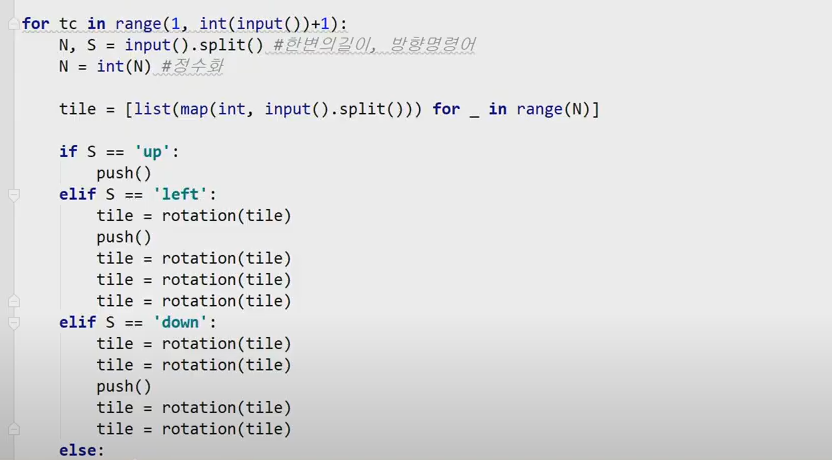 for tc in range(1, int(input())+1):
    N, S = input().split() #한변의길이, 방향명령어
    N = int(N) #정수화
    tile = [list(map(int, input().split())) for _ in range(N)]
    if S == 'up':
        push()
    elif S == 'left':
        tile = rotation(tile)
        push()
        tile = rotation(tile)
        tile = rotation(tile)
        tile = rotation(tile)
    elif S == 'down':
        tile = rotation(tile)
        tile = rotation(tile)
        push()
        tile = rotation(tile)
        tile = rotation(tile)
    else: